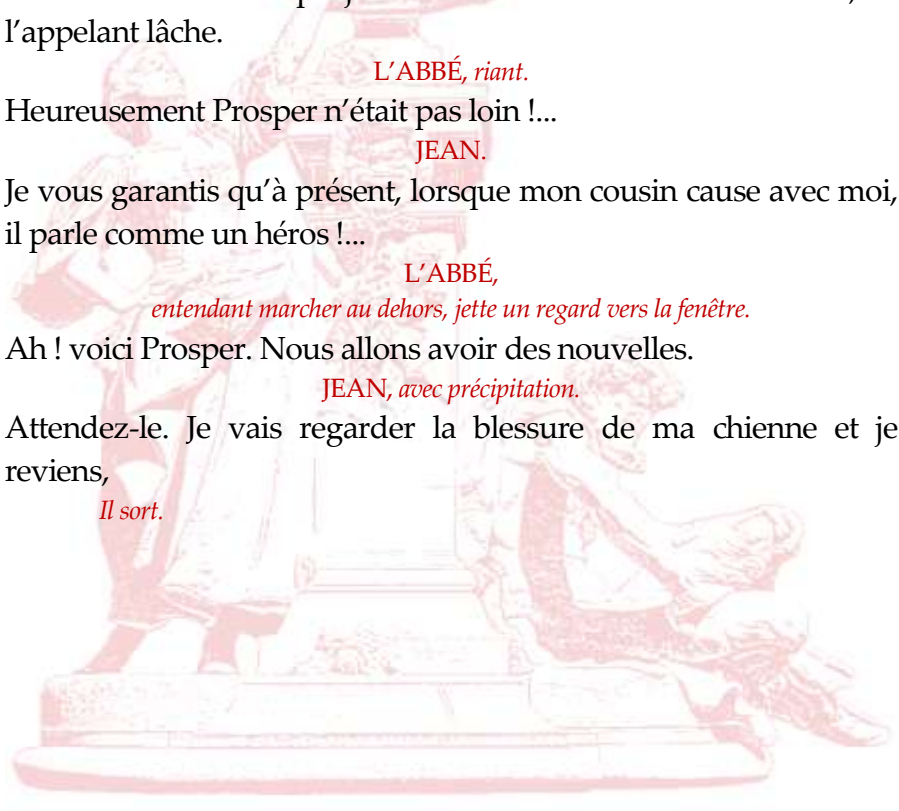 l’appelant lâche.
L’ABBÉ, riant.
Heureusement Prosper n’était pas loin !...
JEAN.
Je vous garantis qu’à présent, lorsque mon cousin cause avec moi,
il parle comme un héros !...
L’ABBÉ,
entendant marcher au dehors, jette un regard vers la fenêtre.
Ah ! voici Prosper. Nous allons avoir des nouvelles.
JEAN, avec précipitation.
Attendez-le. Je vais regarder la blessure de ma chienne et je
reviens,
Il sort.